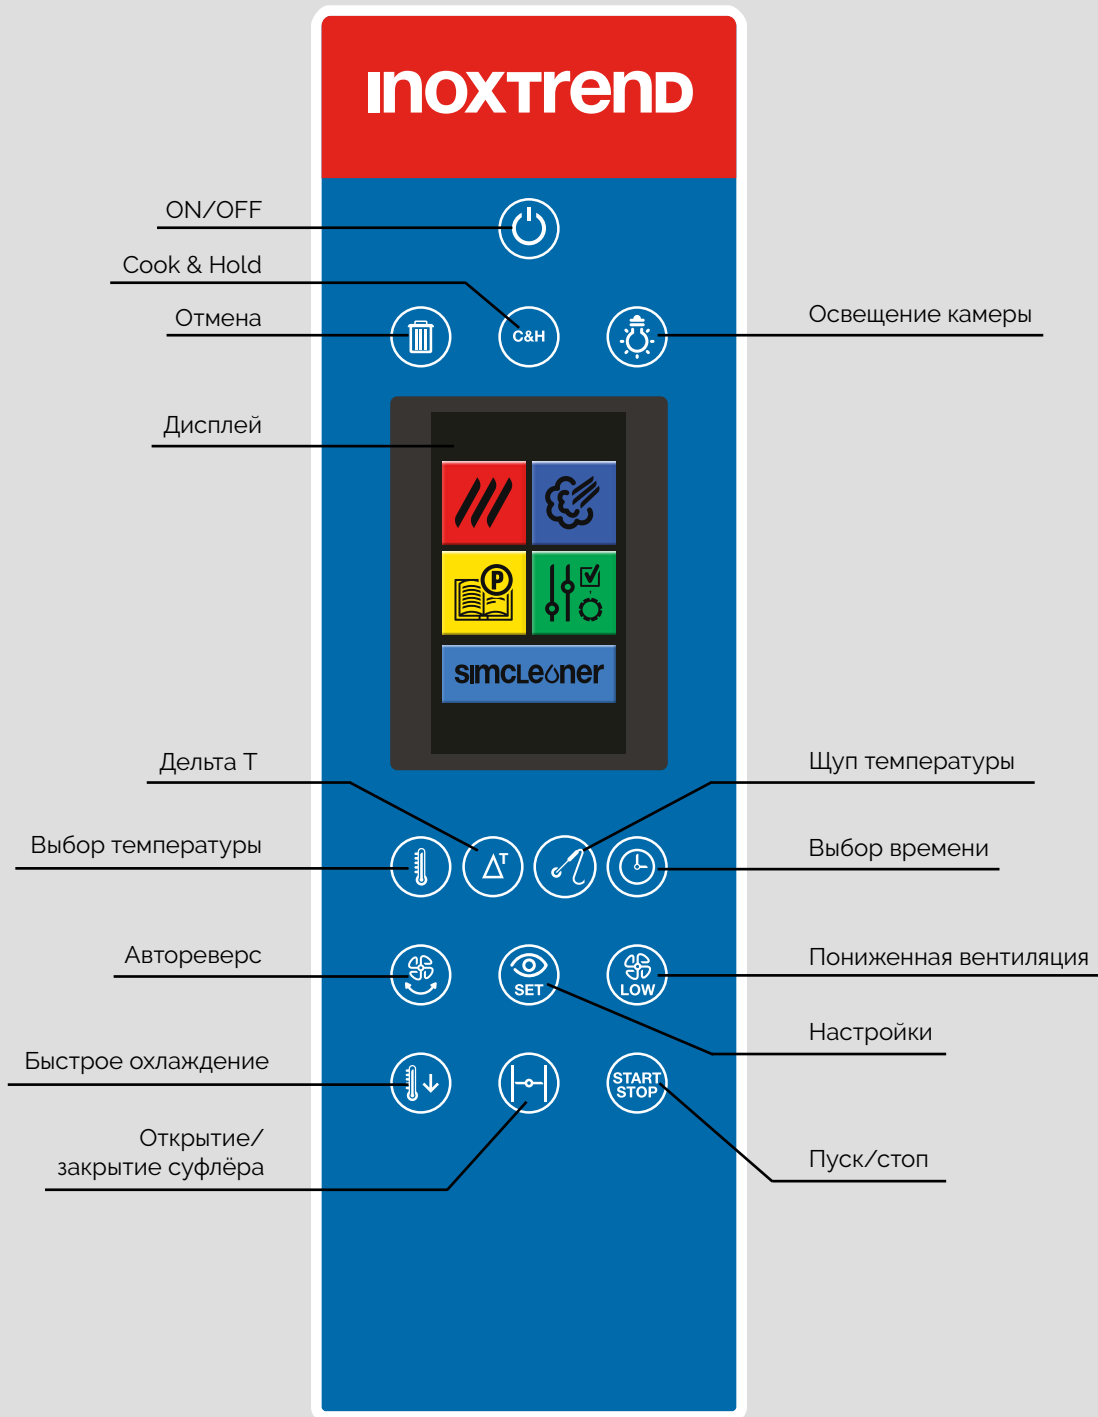 INOXTREND
ON/OFF
Cook & Hold
Отмена
C&H
Освещение камеры
Дисплей
P
SIMCLEANER
Дельта Т
Щуп температуры
Выбор температуры
ΔT
Выбор времени
Автореверс
SET
LOW
Пониженная вентиляция
Настройки
Быстрое охлаждение
START
STOP
Открытие/
закрытие суфлёра
Пуск/стоп